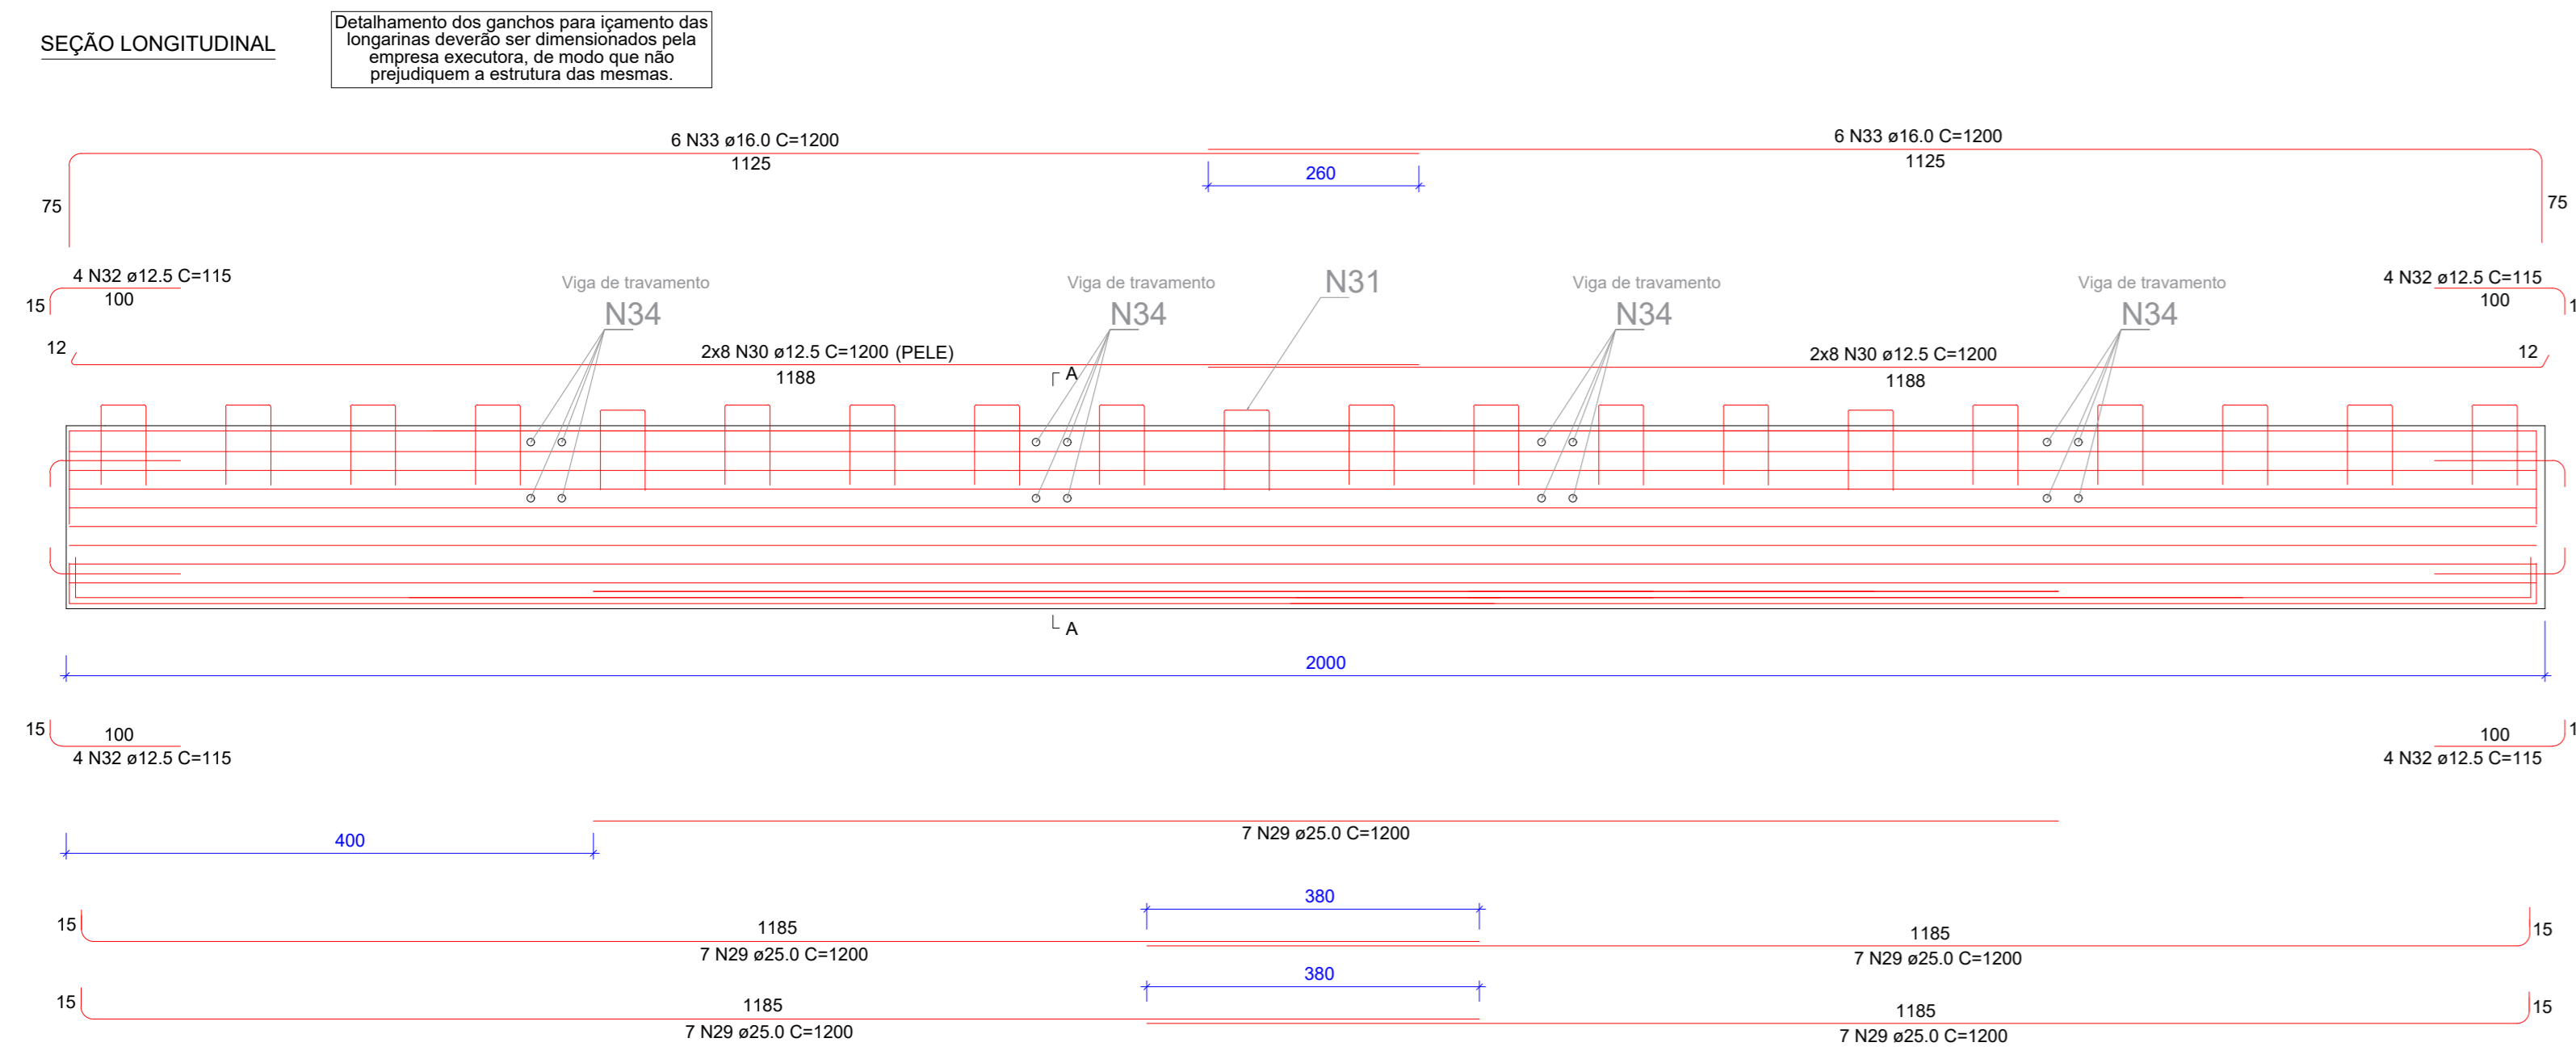 SEÇÃO LONGITUDINAL
Detalhamento dos ganchos para içamento das
longarinas deverão ser dimensionados pela
empresa executora, de modo que não
prejudiquem a estrutura das mesmas.
6 N33 ø16.0 C=1200
1125
6 N33 ø16.0 C=1200
1125
260
75
75
4 N32 ø12.5 C=115
100
15
4 N32 ø12.5 C=115
100
1
Viga de travamento
N34
Viga de travamento
N34
N31
Viga de travamento
N34
Viga de travamento
N34
12
2x8 N30 ø12.5 C=1200 (PELE)
1188
A
2x8 N30 ø12.5 C=1200
1188
12
A
2000
15
100
4 N32 ø12.5 C=115
100
4 N32 ø12.5 C=115
1
400
7 N29 ø25.0 C=1200
380
15
1185
7 N29 ø25.0 C=1200
1185
7 N29 ø25.0 C=1200
15
380
15
1185
7 N29 ø25.0 C=1200
1185
7 N29 ø25.0 C=1200
15